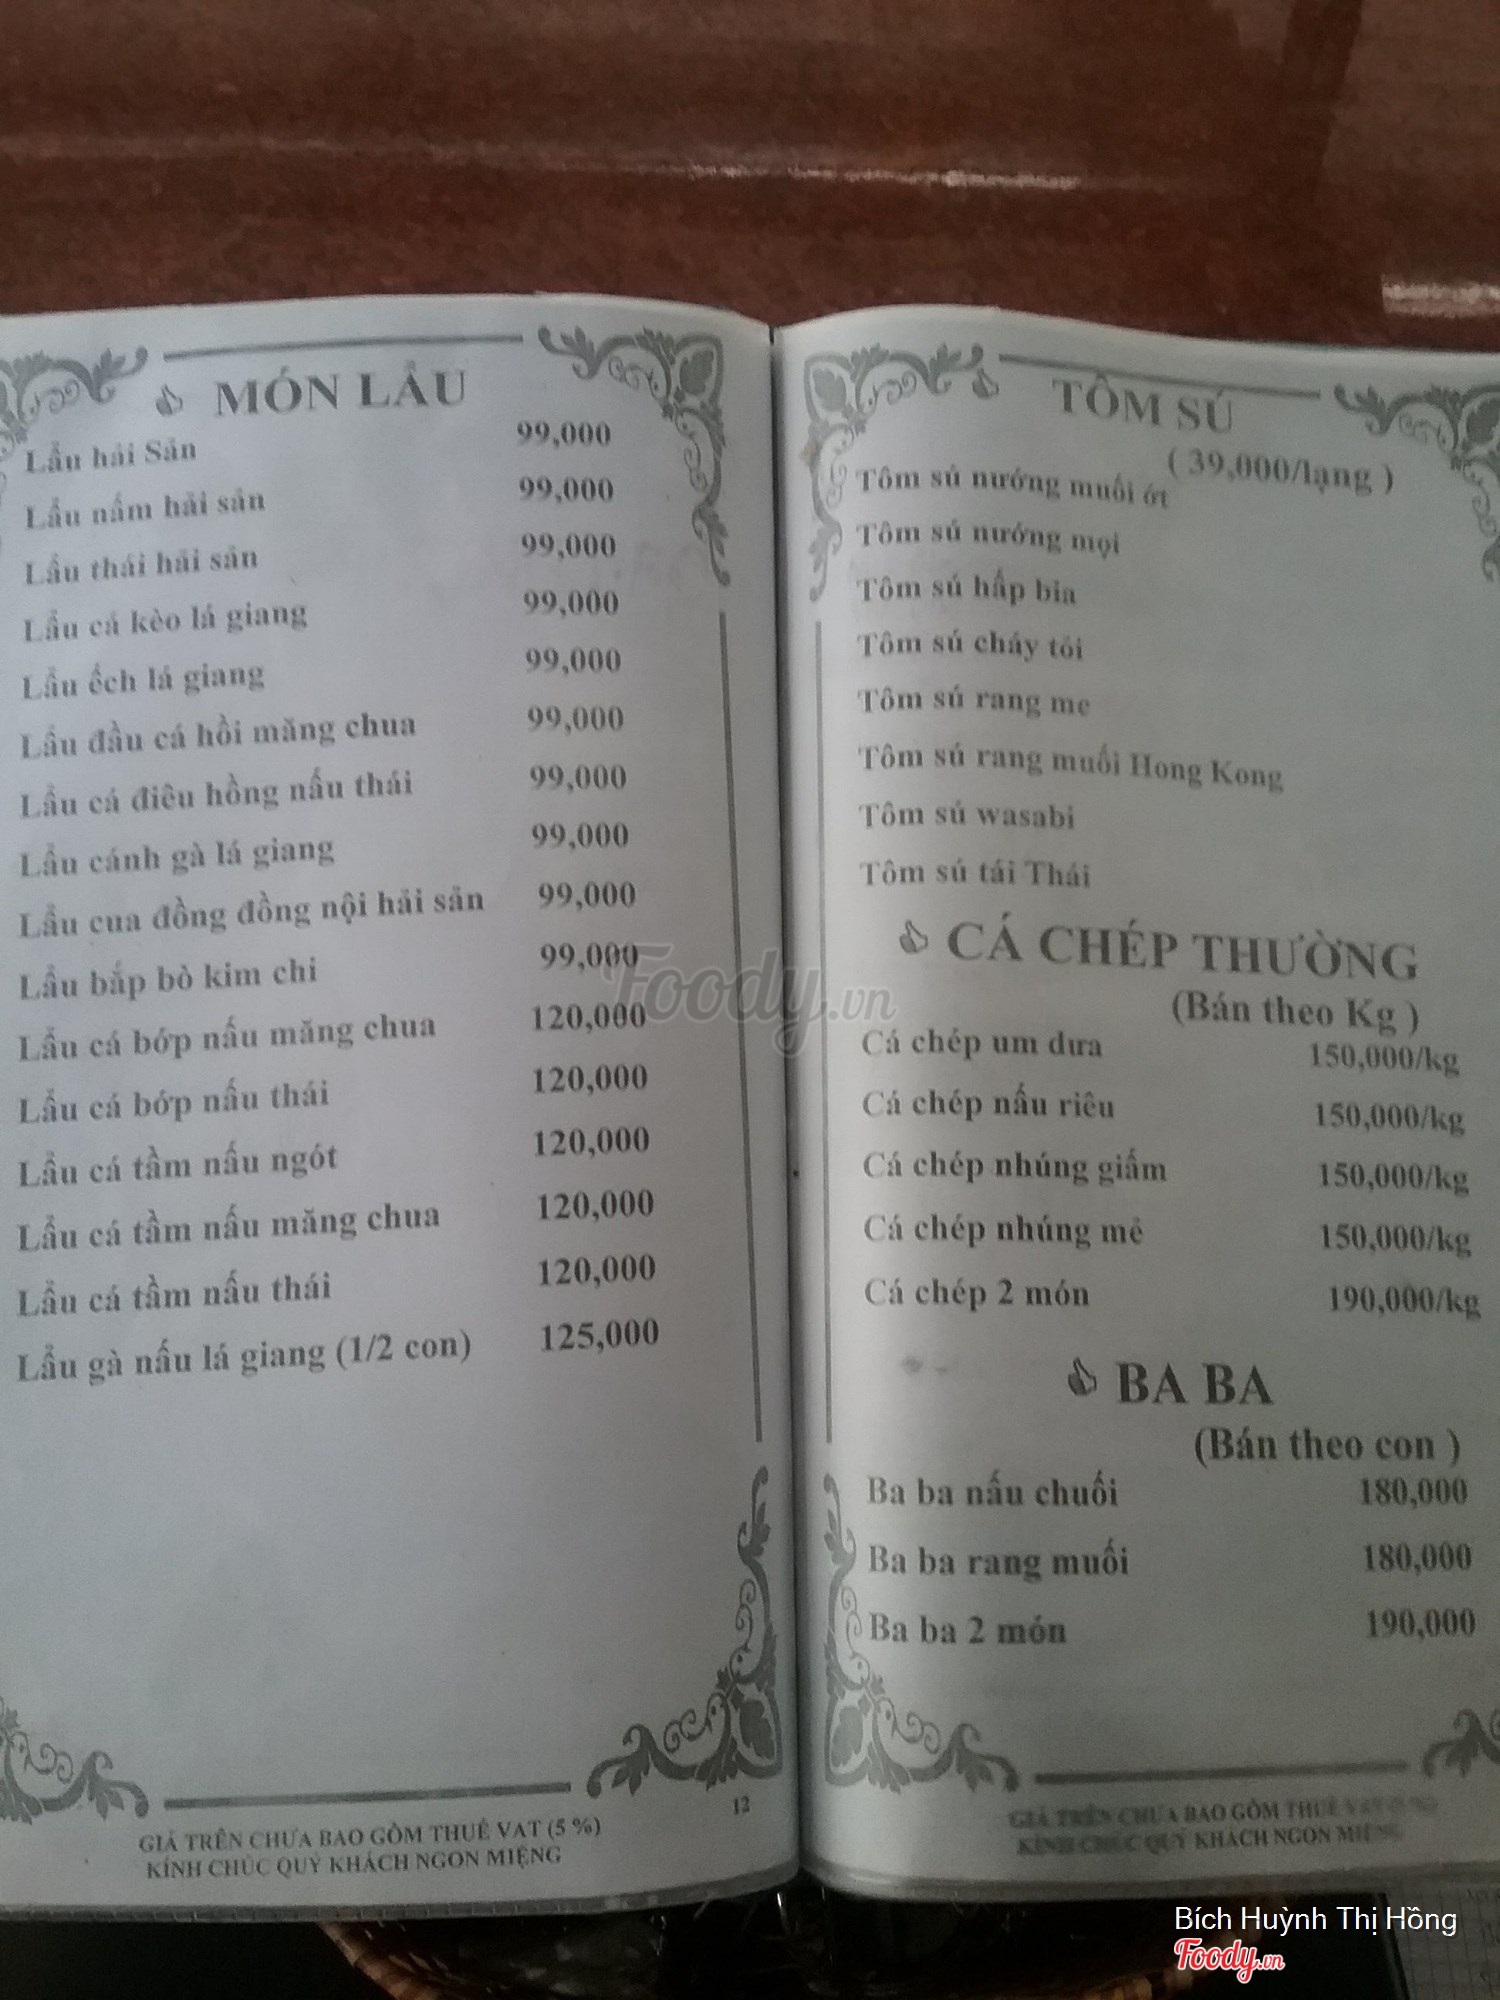 MÓN LẨU
Lẩu hải Sản 99,000
Lẩu nấm hải sản 99,000
Lẩu thái hải sản 99,000
Lẩu cá kèo lá giang 99,000
Lẩu ếch lá giang 99,000
Lẩu đầu cá hồi măng chua 99,000
Lẩu cá điêu hồng nấu thái 99,000
Lẩu cánh gà lá giang 99,000
Lẩu cua đồng đồng nội hải sản 99,000
Lẩu bắp bò kim chi 99,000
Lẩu cá bớp nấu măng chua 120,000
Lẩu cá bớp nấu thái 120,000
Lẩu cá tầm nấu ngót 120,000
Lẩu cá tầm nấu măng chua 120,000
Lẩu cá tầm nấu thái 120,000
Lẩu gà nấu lá giang (1/2 con) 125,000
12
GIÁ TRÊN CHƯA BAO GỒM THUẾ VAT (5 %)
KÍNH CHÚC QUÝ KHÁCH NGON MIỆNG
TÔM SÚ
( 39,000/lạng )
Tôm sú nướng muối ớt
Tôm sú nướng mọi
Tôm sú hấp bia
Tôm sú cháy tỏi
Tôm sú rang me
Tôm sú rang muối Hong Kong
Tôm sú wasabi
Tôm sú tái Thái
CÁ CHÉP THƯỜNG
(Bán theo Kg )
Cá chép um dưa 150,000/kg
Cá chép nấu riêu 150,000/kg
Cá chép nhúng giấm 150,000/kg
Cá chép nhúng mẻ 150,000/kg
Cá chép 2 món 190,000/kg
BA BA
(Bán theo con )
Ba ba nấu chuối 180,000
Ba ba rang muối 180,000
Ba ba 2 món 190,000
GIÁ TRÊN CHƯA BAO GỒM THUẾ VAT (5 %)
KÍNH CHÚC QUÝ KHÁCH NGON MIỆNG
Foody.vn
Bích Huỳnh Thị Hồng
Foody.vn